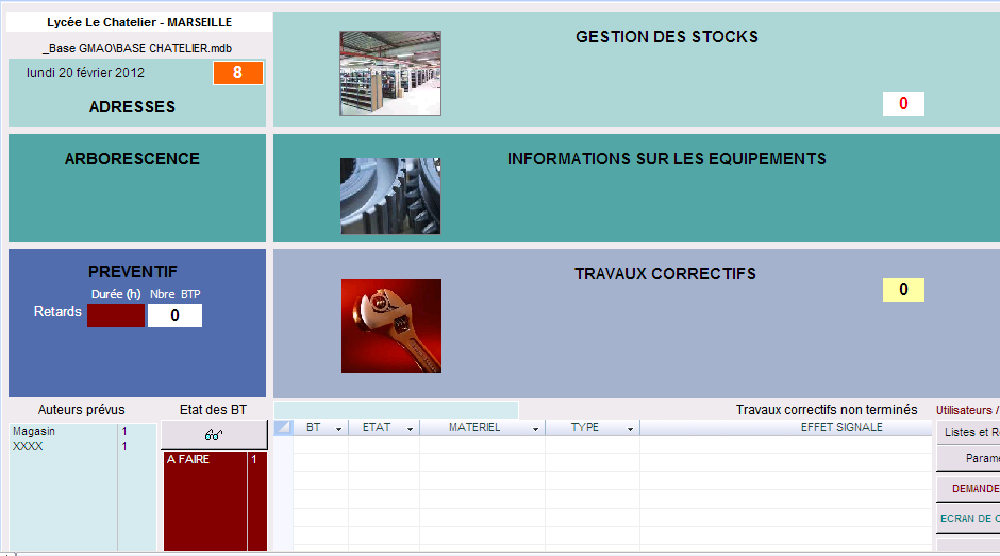 Lycée Le Chatelier - MARSEILLE
_Base GMAO\BASE CHATELIER.mdb
lundi 20 février 2012
8
ADRESSES
GESTION DES STOCKS
0
ARBORESCENCE
INFORMATIONS SUR LES EQUIPEMENTS
PREVENTIF
Durée (h) Nbre BTP
Retards
0
TRAVAUX CORRECTIFS
0
Auteurs prévus
Etat des BT
Magasin 1
XXXX 1
A FAIRE 1
Travaux correctifs non terminés
BT ETAT MATERIEL TYPE EFFET SIGNALE
Utilisateurs /
Listes et R
Paramé
DEMANDE
ECRAN DE